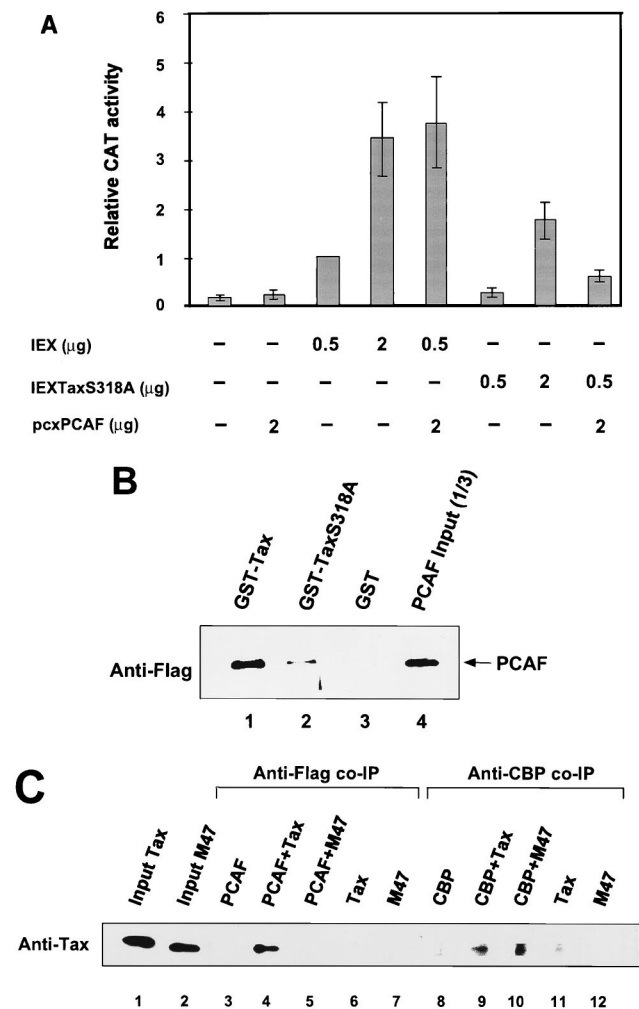 A
Relative CAT activity
6
5
4
3
2
1
0
IEX (µg) – – 0.5 2 0.5 – – –
IEXTaxS318A (µg) – – – – – 0.5 2 0.5
pcxPCAF (µg) – 2 – – 2 – – 2
B
GST-Tax GST-TaxS318A GST PCAF Input (1/3)
Anti-Flag PCAF
1 2 3 4
C
Anti-Flag co-IP Anti-CBP co-IP
Input Tax Input M47 PCAF PCAF+Tax PCAF+M47 Tax M47 CBP CBP+Tax CBP+M47 Tax M47
Anti-Tax
1 2 3 4 5 6 7 8 9 10 11 12